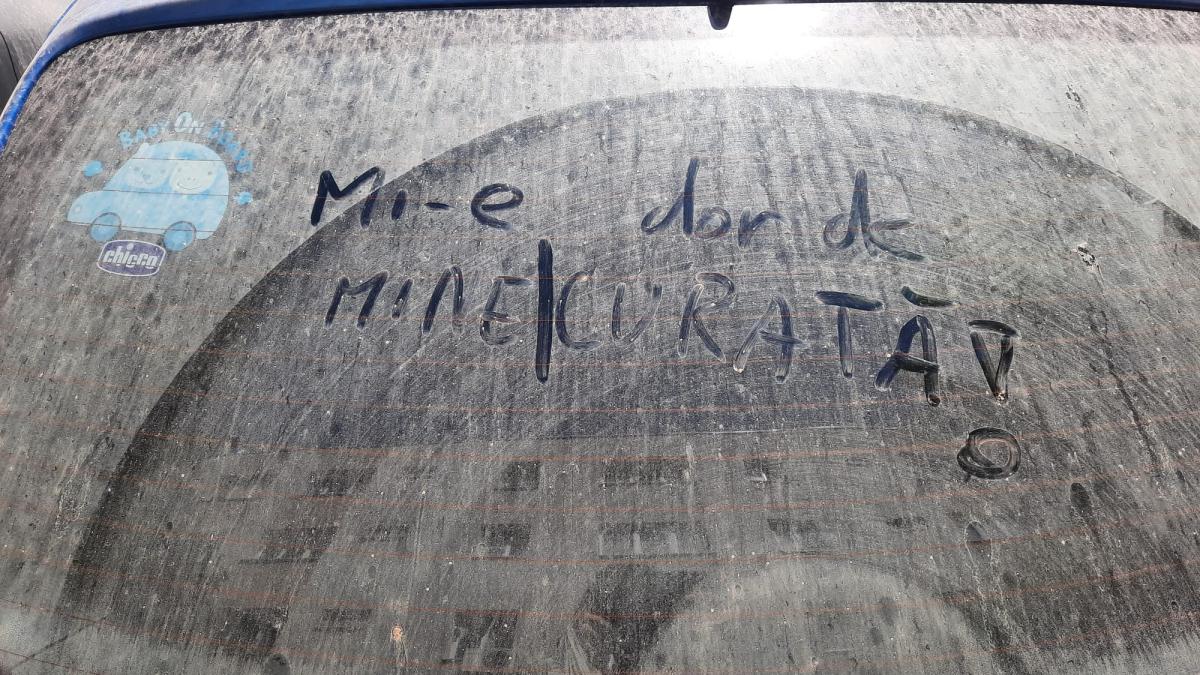 BABY ON BOARD
chicco
Mi-e dor de
MINE/CURATĂ!